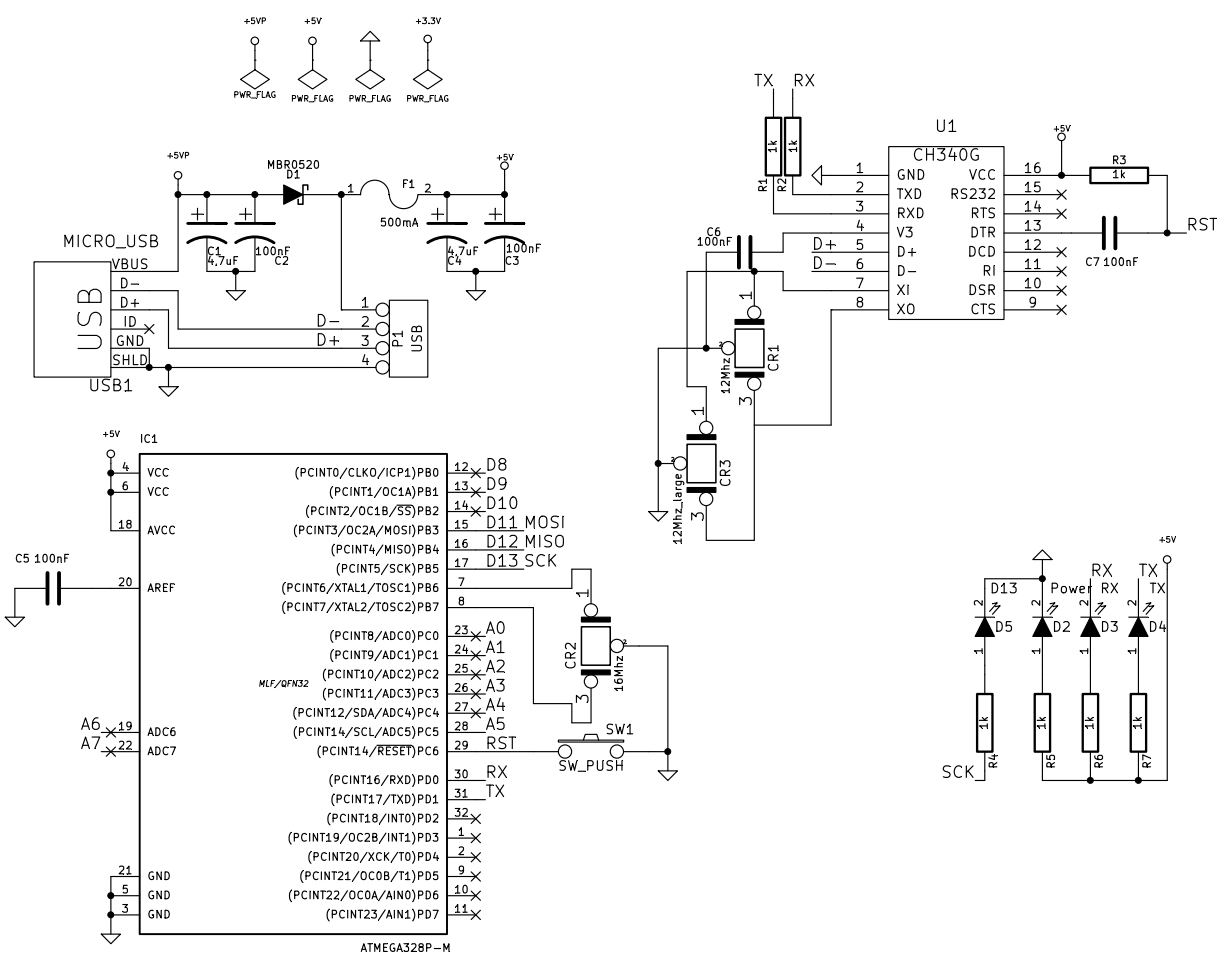 +5VP
+5V
+3.3V
PWR_FLAG
PWR_FLAG
PWR_FLAG
PWR_FLAG
+5VP
MBR0520
D1
1
F1
2
500mA
+5V
C1
4.7uF
100nF
C2
4.7uF
C4
100nF
C3
MICRO_USB
USB
VBUS
D-
D+
ID
GND
SHLD
USB1
D-
D+
1
2
3
4
P1
USB
TX
RX
1k
1k
R1
R2
U1
CH340G
1
GND
2
TXD
3
RXD
4
V3
5
D+
6
D-
7
XI
8
XO
VCC
16
RS232
15
RTS
14
DTR
13
DCD
12
RI
11
DSR
10
CTS
9
+5V
R3
1k
RST
C7
100nF
C6
100nF
D+
D-
1
2
3
12Mhz
CR1
1
2
3
12Mhz_large
CR3
+5V
IC1
4
VCC
6
VCC
18
AVCC
C5
100nF
20
AREF
A6
19
ADC6
A7
22
ADC7
21
GND
5
GND
3
GND
MLF/QFN32
(PCINT0/CLKO/ICP1)PB0
12
D8
(PCINT1/OC1A)PB1
13
D9
(PCINT2/OC1B/SS)PB2
14
D10
(PCINT3/OC2A/MOSI)PB3
15
D11
MOSI
(PCINT4/MISO)PB4
16
D12
MISO
(PCINT5/SCK)PB5
17
D13
SCK
(PCINT6/XTAL1/TOSC1)PB6
7
(PCINT7/XTAL2/TOSC2)PB7
8
(PCINT8/ADC0)PC0
23
A0
(PCINT9/ADC1)PC1
24
A1
(PCINT10/ADC2)PC2
25
A2
(PCINT11/ADC3)PC3
26
A3
(PCINT12/SDA/ADC4)PC4
27
A4
(PCINT14/SCL/ADC5)PC5
28
A5
(PCINT14/RESET)PC6
29
RST
(PCINT16/RXD)PD0
30
RX
(PCINT17/TXD)PD1
31
TX
(PCINT18/INT0)PD2
32
(PCINT19/OC2B/INT1)PD3
1
(PCINT20/XCK/T0)PD4
2
(PCINT21/OC0B/T1)PD5
9
(PCINT22/OC0A/AIN0)PD6
10
(PCINT23/AIN1)PD7
11
ATMEGA328P-M
1
2
3
CR2
16Mhz
SW1
SW_PUSH
+5V
RX
TX
D13
Power
RX
TX
2
2
2
2
D5
D2
D3
D4
1
1
1
1
1k
1k
1k
1k
R4
R5
R6
R7
SCK